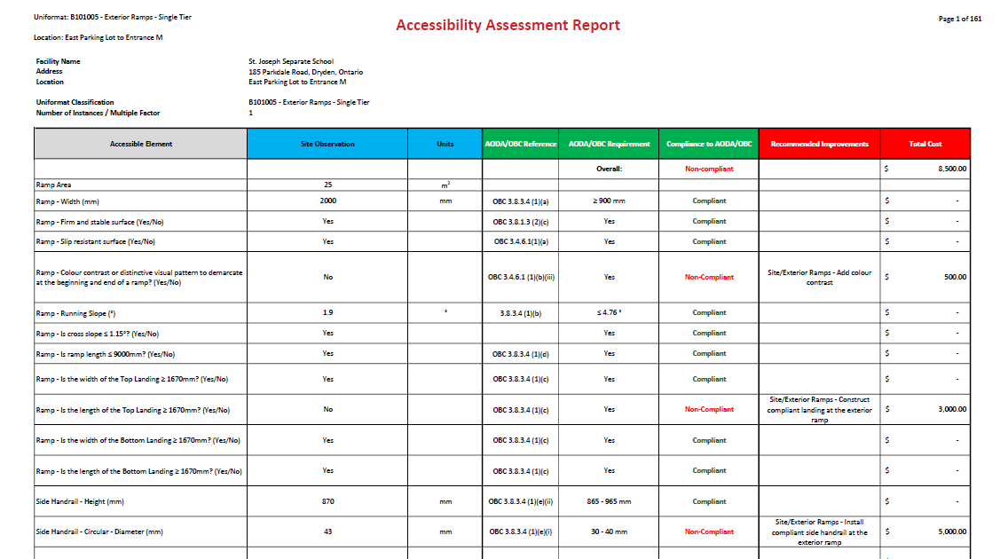 Uniformat: B101005 - Exterior Ramps - Single Tier
Accessibility Assessment Report
Page 1 of 161
Location: East Parking Lot to Entrance M
Facility Name St. Joseph Separate School
Address 185 Parkdale Road, Dryden, Ontario
Location East Parking Lot to Entrance M
Uniformat Classification B101005 - Exterior Ramps - Single Tier
Number of Instances / Multiple Factor 1
Accessible Element Site Observation Units AODA/OBC Reference AODA/OBC Requirement Compliance to AODA/OBC Recommended Improvements Total Cost
Overall: Non-compliant $ 8,500.00
Ramp Area 25 m²
Ramp - Width (mm) 2000 mm OBC 3.8.3.4 (1)(a) ≥ 900 mm Compliant $ -
Ramp - Firm and stable surface (Yes/No) Yes OBC 3.8.1.3 (2)(c) Yes Compliant $ -
Ramp - Slip resistant surface (Yes/No) Yes OBC 3.4.6.1(1)(a) Yes Compliant $ -
Ramp - Colour contrast or distinctive visual pattern to demarcate
at the beginning and end of a ramp? (Yes/No) No OBC 3.4.6.1 (1)(b)(iii) Yes Non-Compliant
Site/Exterior Ramps - Add colour
contrast
$ 500.00
Ramp - Running Slope (°) 1.9 ° 3.8.3.4 (1)(b) ≤ 4.76 ° Compliant $ -
Ramp - Is cross slope ≤ 1.15°? (Yes/No) Yes Yes Compliant $ -
Ramp - Is ramp length ≤ 9000mm? (Yes/No) Yes OBC 3.8.3.4 (1)(d) Yes Compliant $ -
Ramp - Is the width of the Top Landing ≥ 1670mm? (Yes/No) Yes OBC 3.8.3.4 (1)(c) Yes Compliant $ -
Ramp - Is the length of the Top Landing ≥ 1670mm? (Yes/No) No OBC 3.8.3.4 (1)(c) Yes Non-Compliant
Site/Exterior Ramps - Construct
compliant landing at the exterior
ramp
$ 3,000.00
Ramp - Is the width of the Bottom Landing ≥ 1670mm? (Yes/No) Yes OBC 3.8.3.4 (1)(c) Yes Compliant $ -
Ramp - Is the length of the Bottom Landing ≥ 1670mm? (Yes/No) Yes OBC 3.8.3.4 (1)(c) Yes Compliant $ -
Side Handrail - Height (mm) 870 mm OBC 3.8.3.4 (1)(e)(ii) 865 - 965 mm Compliant $ -
Side Handrail - Circular - Diameter (mm) 43 mm OBC 3.8.3.4 (1)(e)(i) 30 - 40 mm Non-Compliant
Site/Exterior Ramps - Install
compliant side handrail at the
exterior ramp
$ 5,000.00